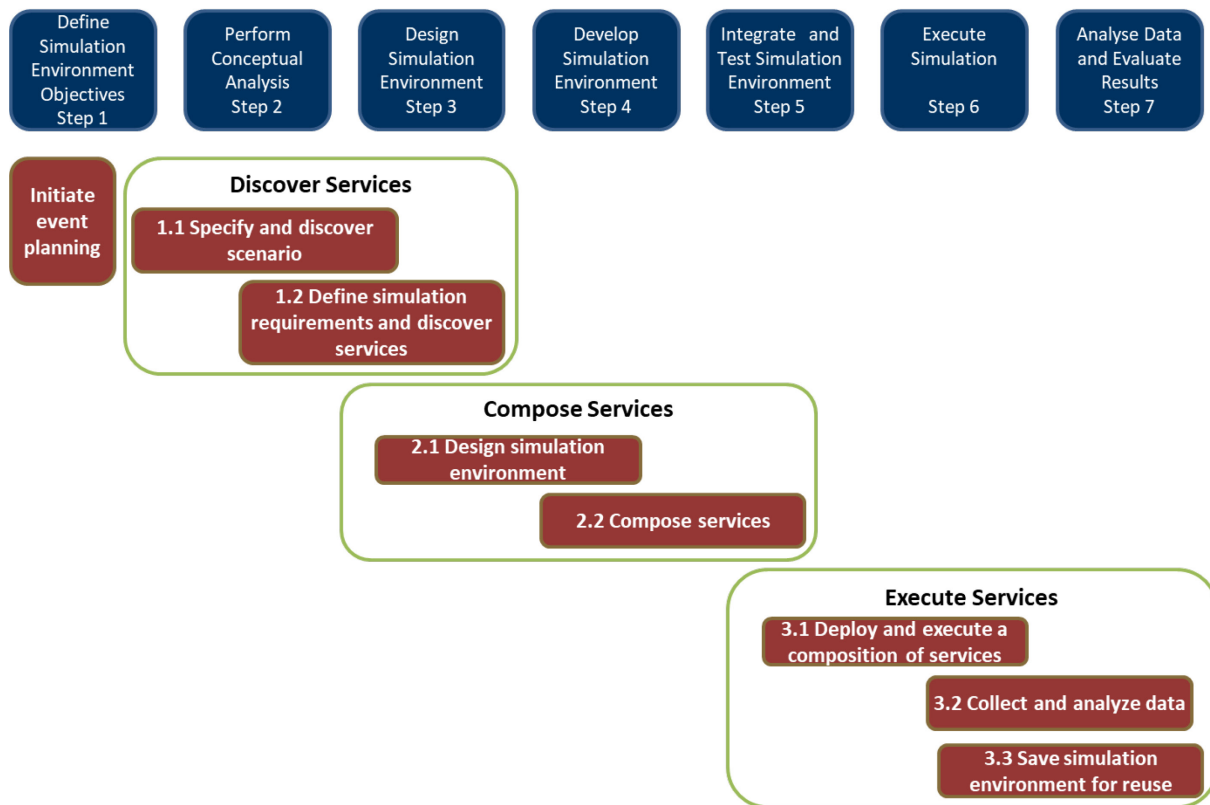 Define
Simulation
Environment
Objectives
Step 1
Perform
Conceptual
Analysis
Step 2
Design
Simulation
Environment
Step 3
Develop
Simulation
Environment
Step 4
Integrate and
Test Simulation
Environment
Step 5
Execute
Simulation
Step 6
Analyse Data
and Evaluate
Results
Step 7
Initiate
event
planning
Discover Services
1.1 Specify and discover
scenario
1.2 Define simulation
requirements and discover
services
Compose Services
2.1 Design simulation
environment
2.2 Compose services
Execute Services
3.1 Deploy and execute a
composition of services
3.2 Collect and analyze data
3.3 Save simulation
environment for reuse